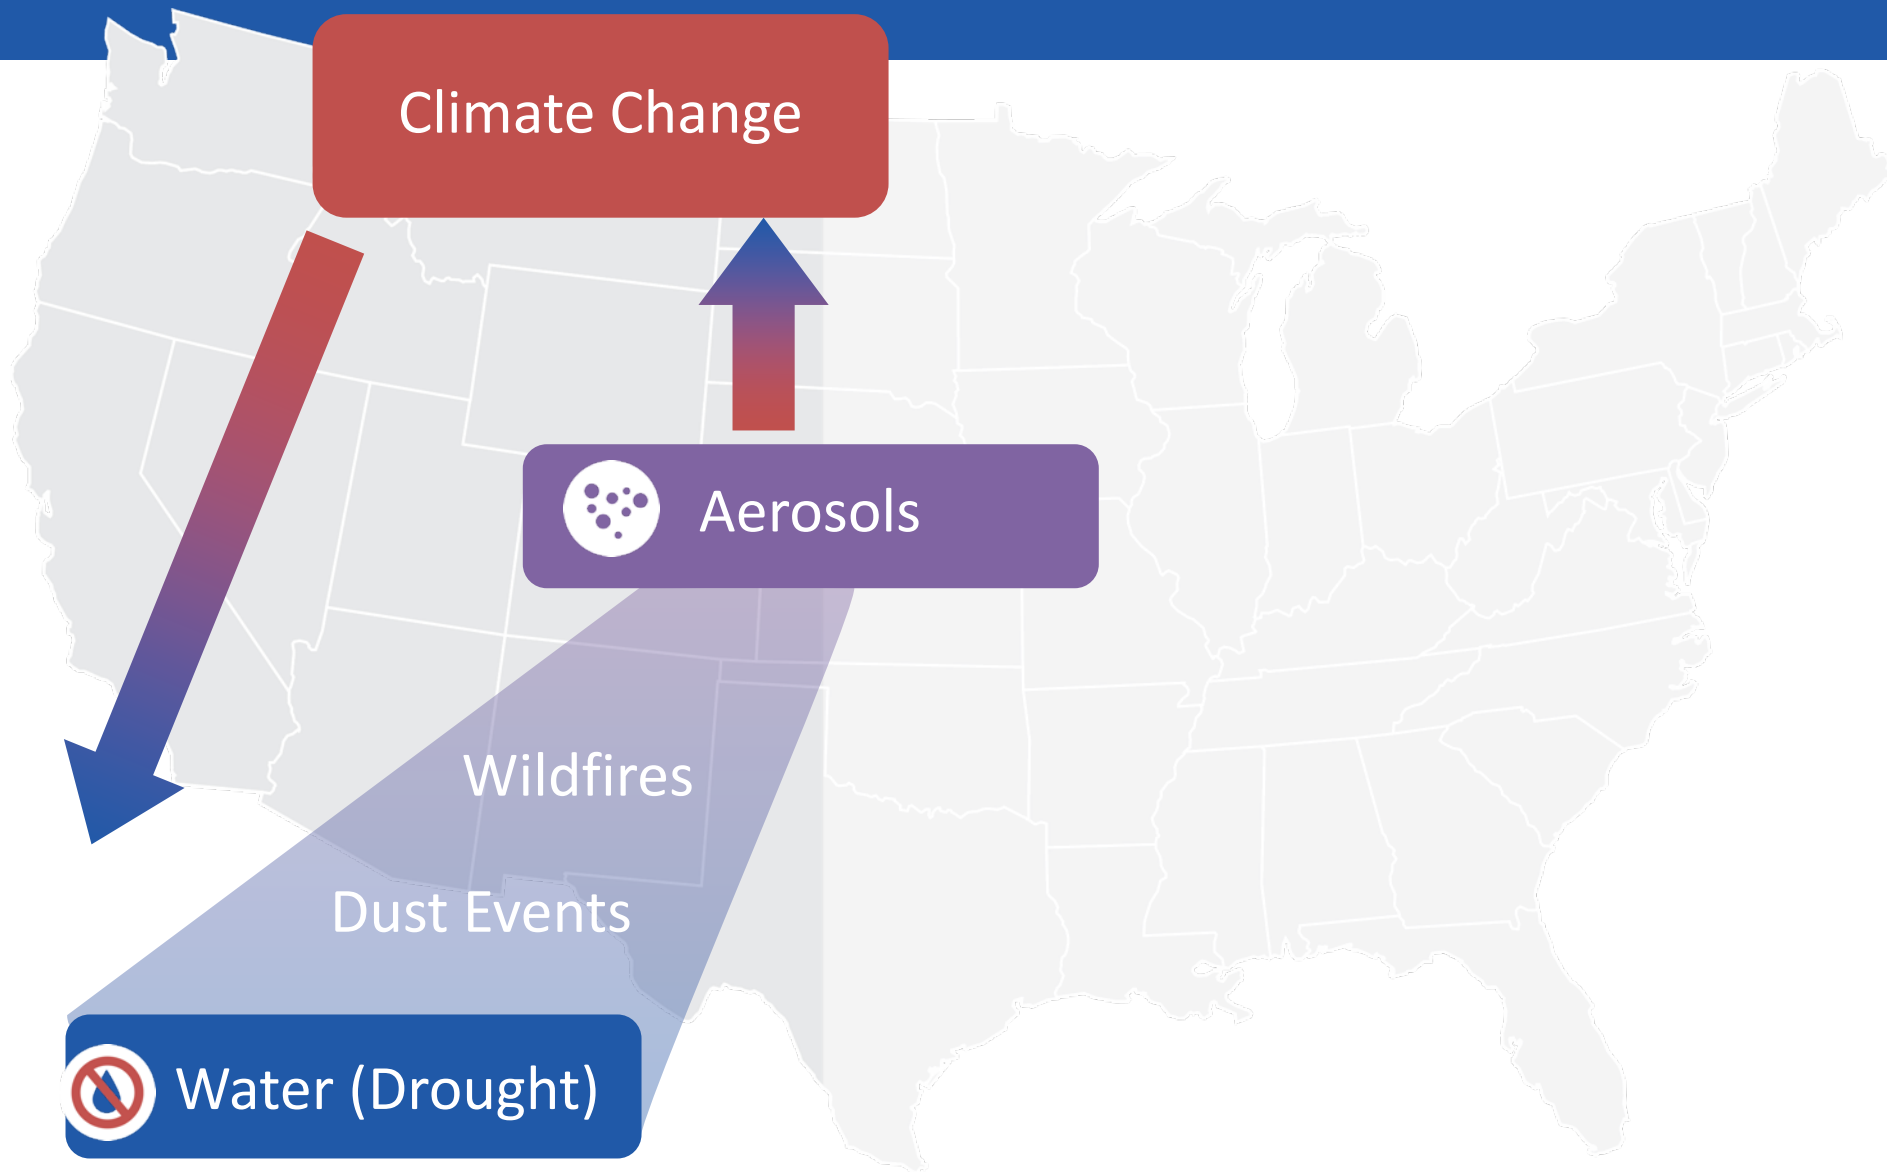 Climate Change
Aerosols
Wildfires
Dust Events
Water (Drought)